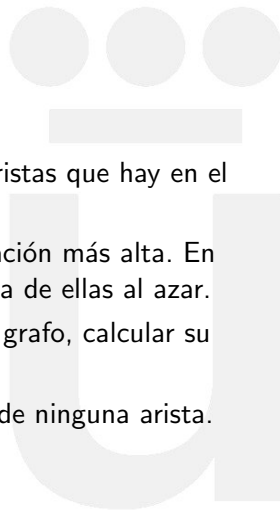 ristas que hay en el
ación más alta. En
a de ellas al azar.
grafo, calcular su
de ninguna arista.